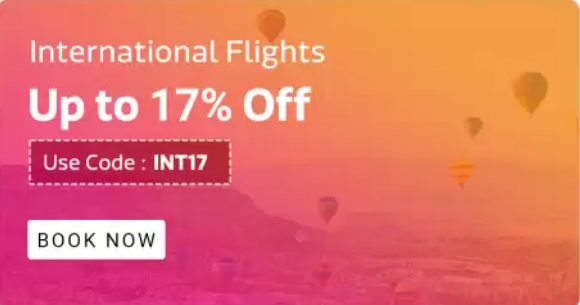 International Flights
Up to 17% Off
Use Code : INT17
BOOK NOW